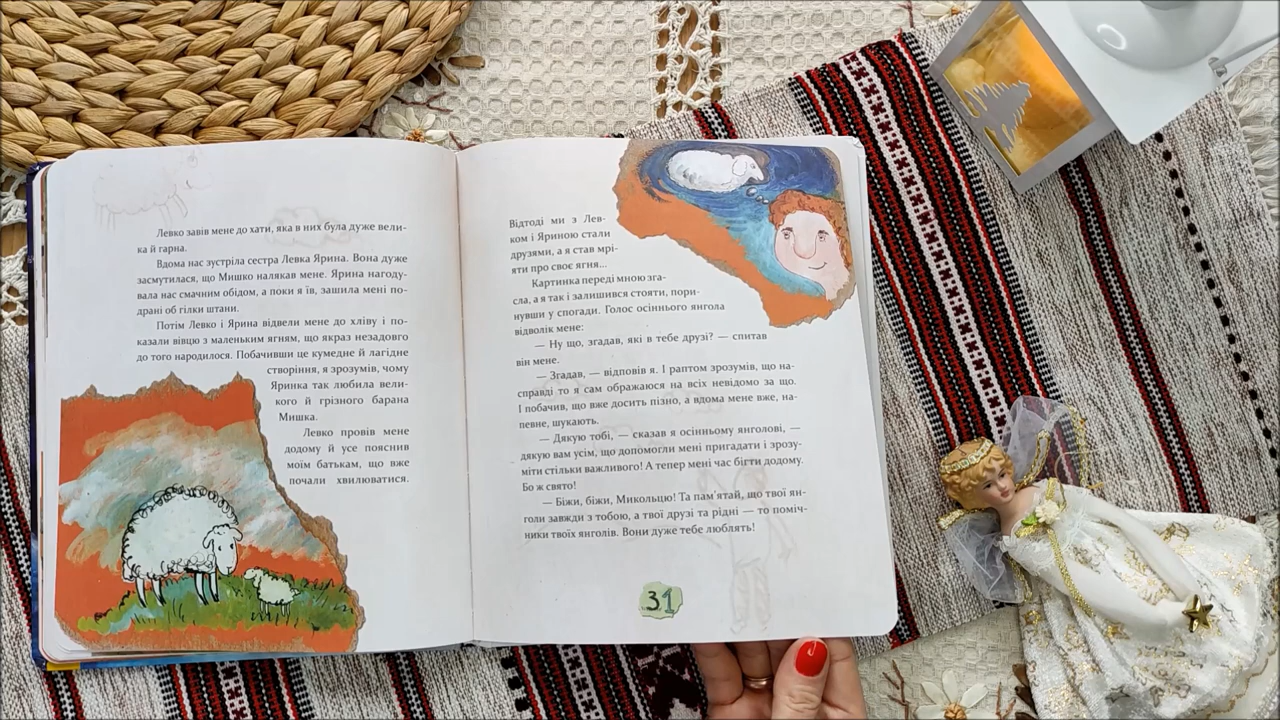 Левко завів мене до хати, яка в них була дуже вели-
ка й гарна.
Вдома нас зустріла сестра Левка Ярина. Вона дуже
засмутилася, що Мишко налякав мене. Ярина нагоду-
вала нас смачним обідом, а поки я їв, зашила мені по-
драні об гілки штани.
Потім Левко і Ярина відвели мене до хліву і по-
казали вівцю з маленьким ягням, що якраз незадовго
до того народилося. Побачивши це кумедне й лагідне
створіння, я зрозумів, чому
Яринка так любила вели-
кого й грізного барана
Мишка.
Левко провів мене
додому й усе пояснив
моїм батькам, що вже
почали хвилюватися.
Відтоді ми з Лев-
ком і Яриною стали
друзями, а я став мрі-
яти про своє ягня...
Картинка переді мною зга-
сла, а я так і залишився стояти, пори-
нувши у спогади. Голос осіннього янгола
відволік мене:
— Ну що, згадав, які в тебе друзі? — спитав
він мене.
— Згадав, — відповів я. І раптом зрозумів, що на-
справді то я сам ображаюся на всіх невідомо за що.
І побачив, що вже досить пізно, а вдома мене вже, на-
певне, шукають.
— Дякую тобі, — сказав я осінньому янголові, —
дякую вам усім, що допомогли мені пригадати і зрозу-
міти стільки важливого! А тепер мені час бігти додому.
Бо ж свято!
— Біжи, біжи, Микольцю! Та пам'ятай, що твої ян-
голи завжди з тобою, а твої друзі та рідні — то поміч-
ники твоїх янголів. Вони дуже тебе люблять!
31